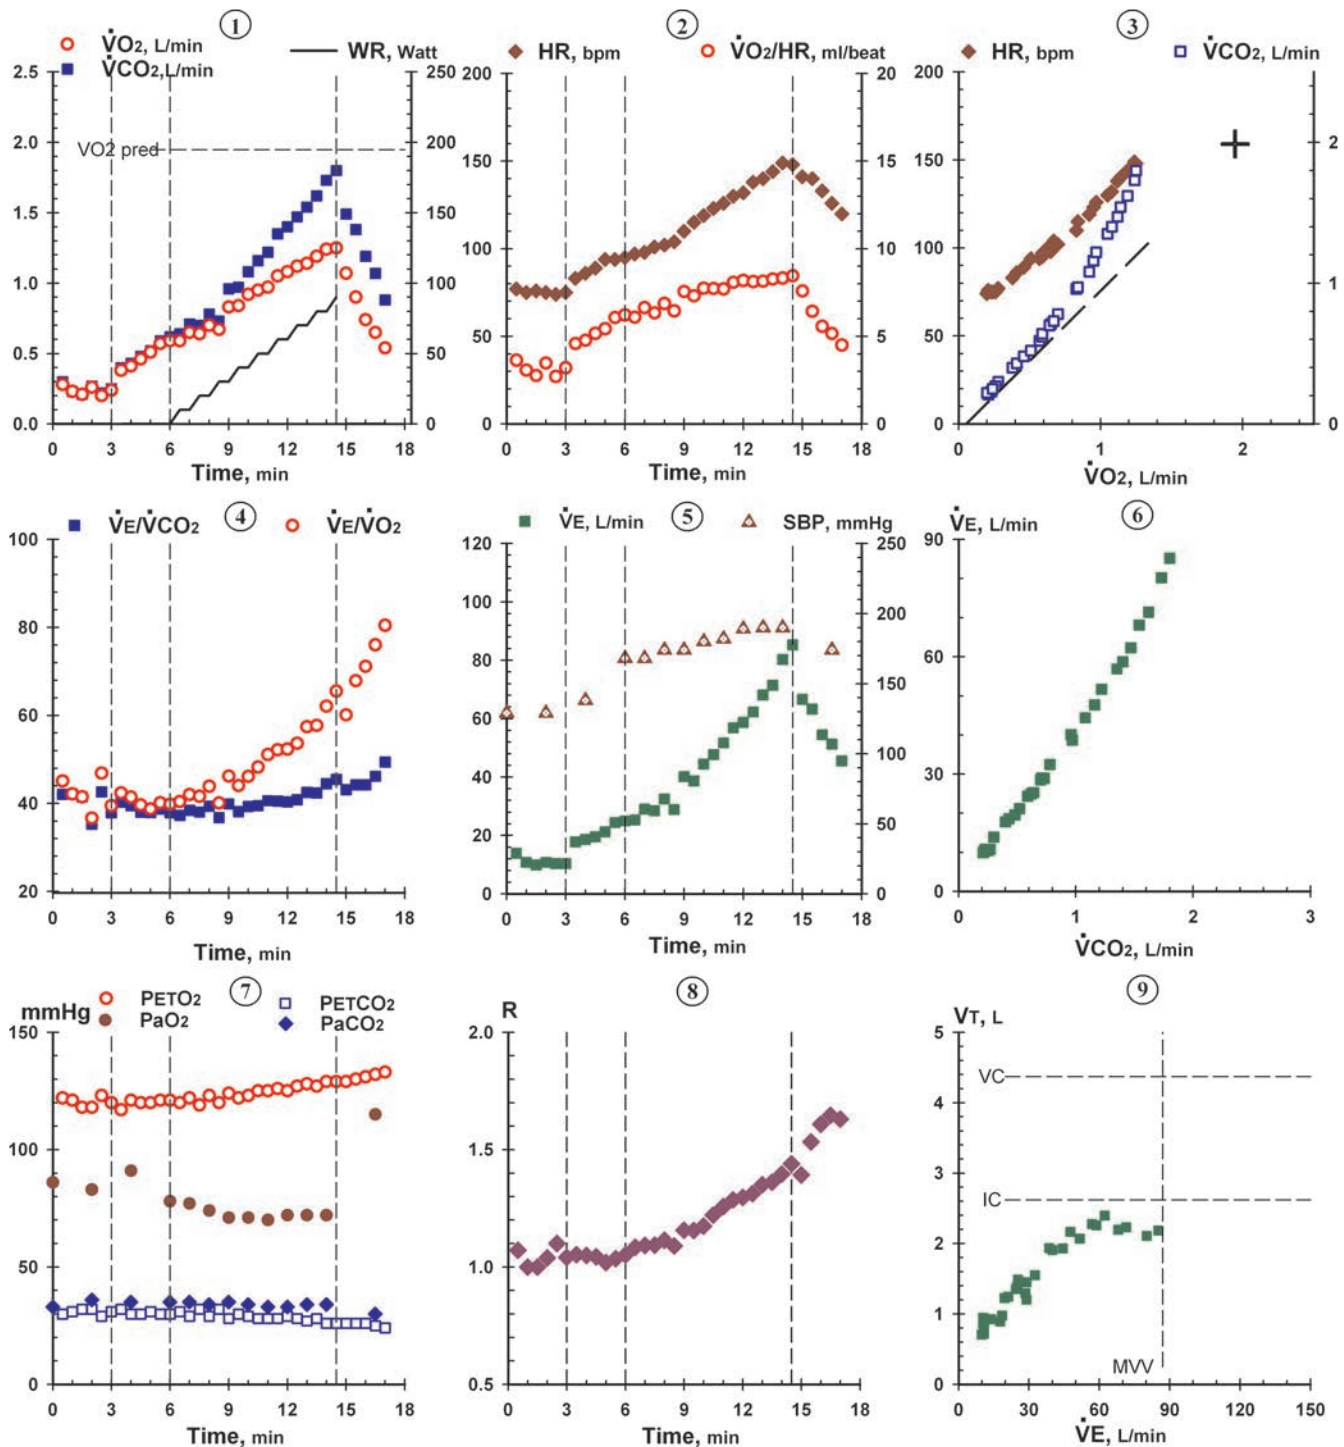 ①
V̇O2, L/min
V̇CO2, L/min
WR, Watt
2.5
2.0
1.5
1.0
0.5
0.0
250
200
150
100
50
0
VO2 pred
0 3 6 9 12 15 18
Time, min
②
HR, bpm
V̇O2/HR, ml/beat
200
150
100
50
0
20
15
10
5
0
0 3 6 9 12 15 18
Time, min
③
HR, bpm
V̇CO2, L/min
200
150
100
50
0
2
1
0
0 1 2
V̇O2, L/min
④
V̇E/V̇CO2
V̇E/V̇O2
100
80
60
40
20
0 3 6 9 12 15 18
Time, min
⑤
V̇E, L/min
SBP, mmHg
120
100
80
60
40
20
0
250
200
150
100
50
0
0 3 6 9 12 15 18
Time, min
⑥
V̇E, L/min
90
60
30
0
0 1 2 3
V̇CO2, L/min
⑦
mmHg
PETO2
PETCO2
PaO2
PaCO2
150
100
50
0
0 3 6 9 12 15 18
Time, min
⑧
R
2.0
1.5
1.0
0.5
0 3 6 9 12 15 18
Time, min
⑨
VT, L
5
4
3
2
1
0
VC
IC
MVV
0 30 60 90 120 150
V̇E, L/min